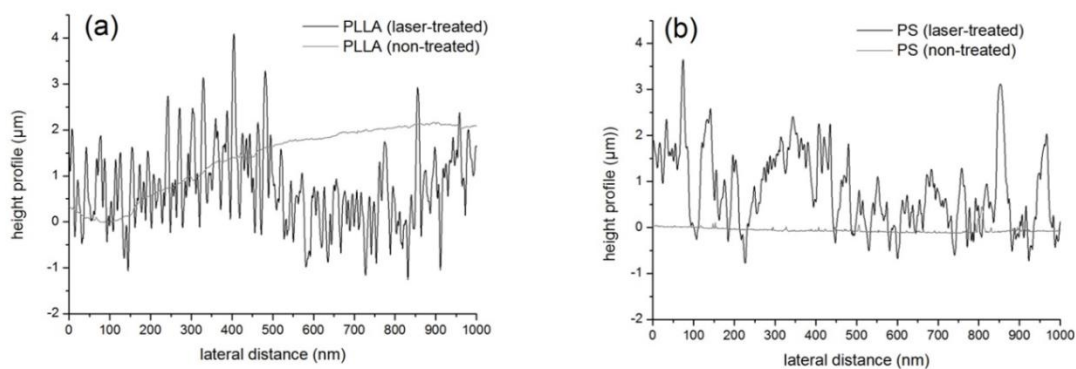 (a)
PLLA (laser-treated)
PLLA (non-treated)
height profile (µm)
4
3
2
1
0
-1
-2
0 100 200 300 400 500 600 700 800 900 1000
lateral distance (nm)
(b)
PS (laser-treated)
PS (non-treated)
height profile (µm))
4
3
2
1
0
-1
-2
0 100 200 300 400 500 600 700 800 900 1000
lateral distance (nm)